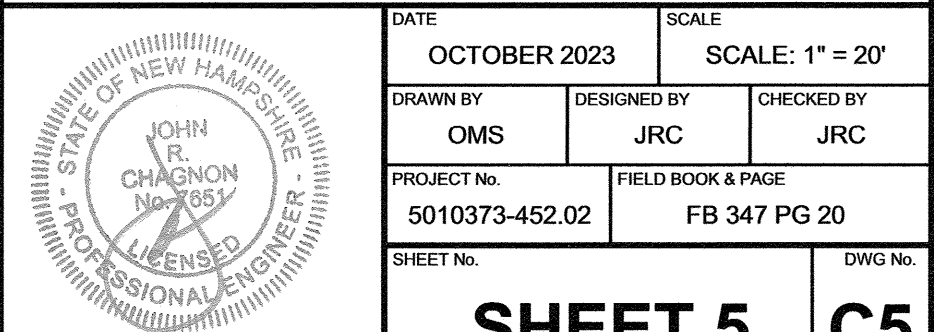 STATE OF NEW HAMPSHIRE
JOHN
R.
CHAGNON
No. 7651
LICENSED
- PROFESSIONAL ENGINEER -
DATE
OCTOBER 2023
SCALE
SCALE: 1" = 20'
DRAWN BY
OMS
DESIGNED BY
JRC
CHECKED BY
JRC
PROJECT No.
5010373-452.02
FIELD BOOK & PAGE
FB 347 PG 20
SHEET No.
SHEET 5
DWG No.
C5